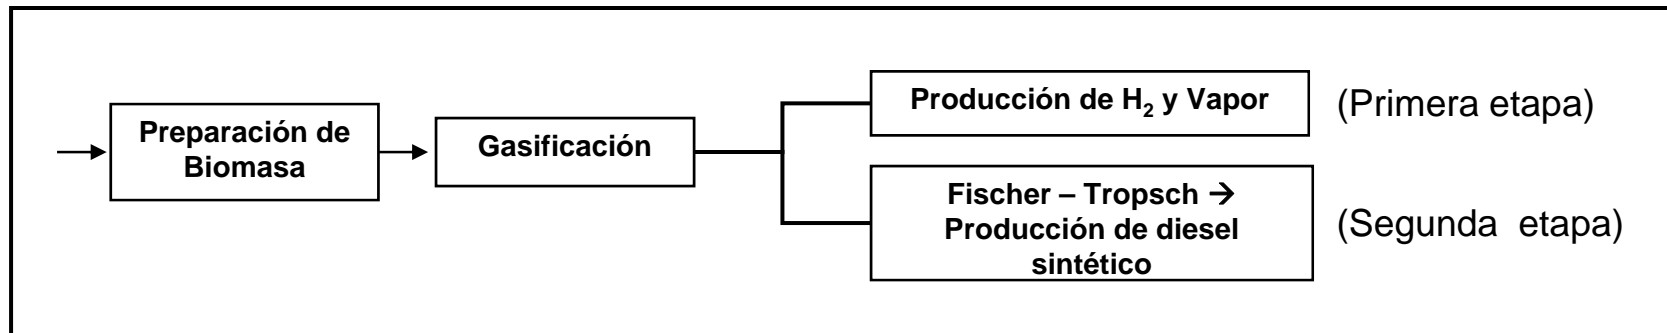 Preparación de
Biomasa
Gasificación
Producción de H₂ y Vapor
(Primera etapa)
Fischer – Tropsch →
Producción de diesel
sintético
(Segunda etapa)